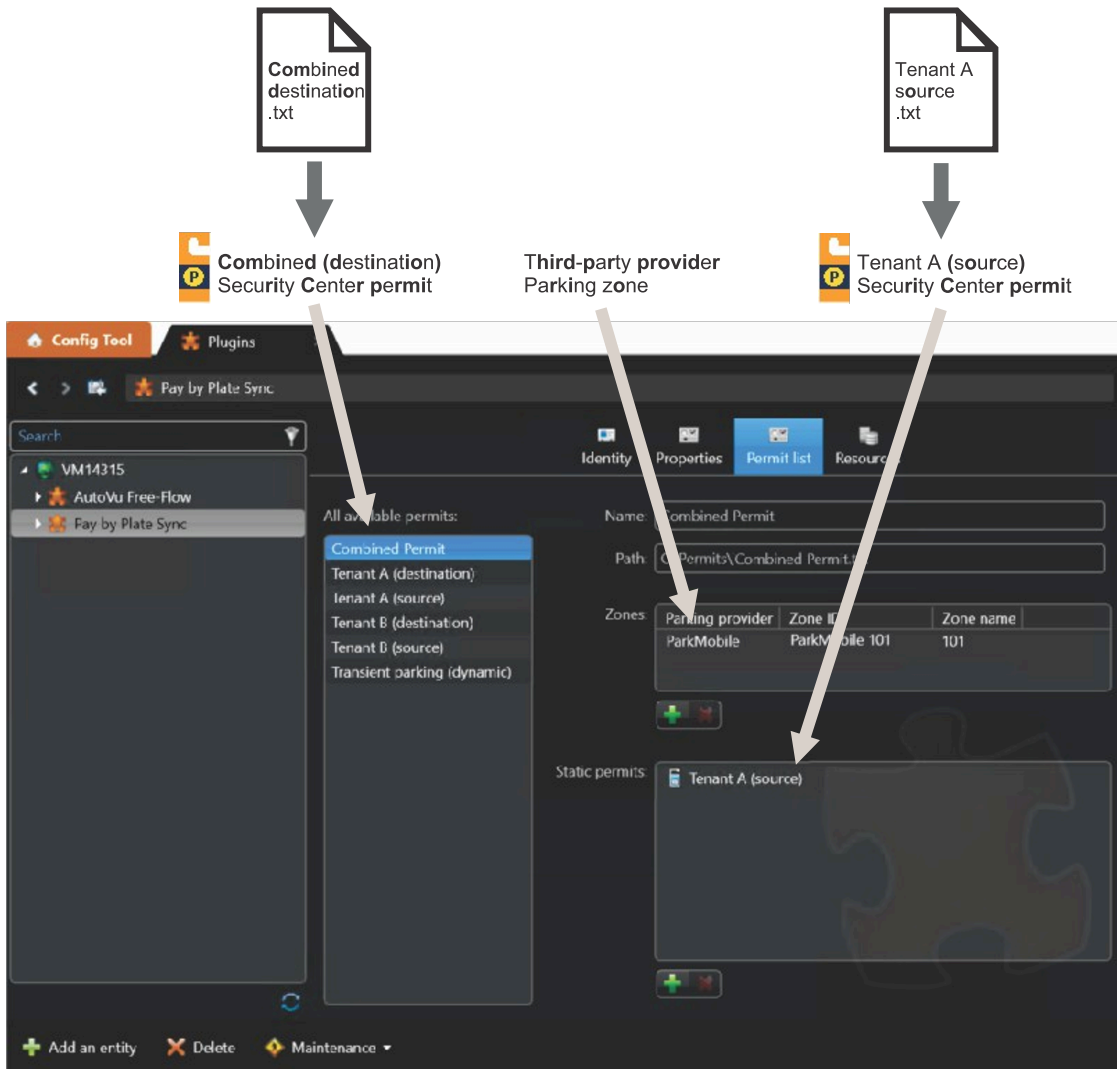 Combined
destination
.txt
Tenant A
source
.txt
P
Combined (destination)
Security Center permit
Third-party provider
Parking zone
P
Tenant A (source)
Security Center permit
Config Tool
Plugins
Pay by Plate Sync
Search
VM14315
AutoVu Free-Flow
Pay by Plate Sync
Identity
Properties
Permit list
All available permits:
Combined Permit
Tenant A (destination)
Tenant A (source)
Tenant B (destination)
Tenant B (source)
Transient parking (dynamic)
Name: Combined Permit
Path:
Zones: Parking provider Zone ID Zone name
ParkMobile ParkMobile 101 101
Static permits: Tenant A (source)
Add an entity Delete Maintenance